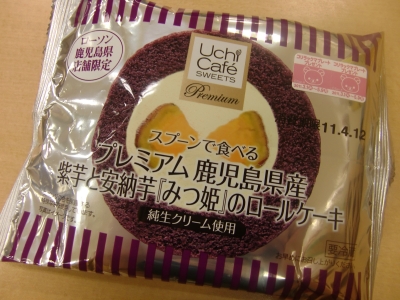 ローソン
鹿児島県
店舗限定
Uchi
Café
SWEETS
Premium
11.4.12
スプーンで食べる
プレミアム 鹿児島県産
紫芋と安納芋『みつ姫』のロールケーキ
純生クリーム使用